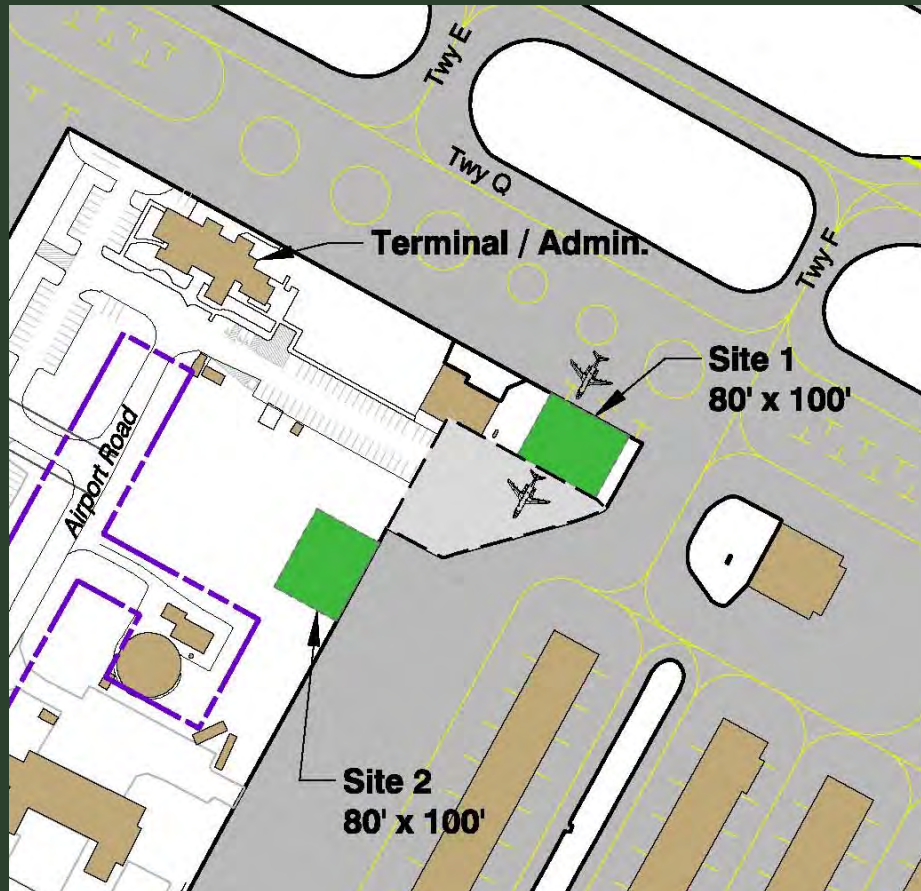 Twy E
Twy Q
Terminal / Admin.
Twy F
Site 1
80' x 100'
Airport Road
Site 2
80' x 100'